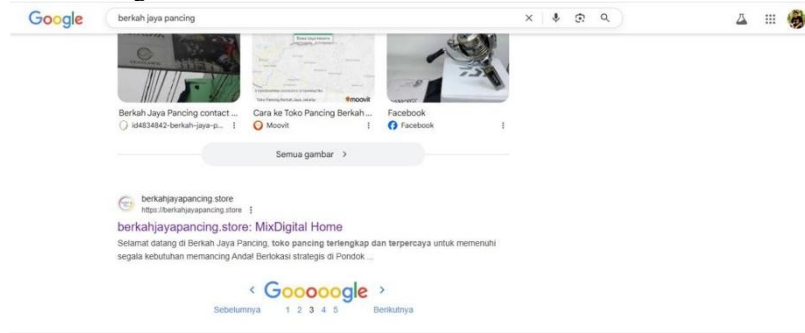 Google
berkah jaya pancing
Berkah Jaya Pancing contact ...
id4834842-berkah-jaya-p...
Cara ke Toko Pancing Berkah ...
Moovit
Facebook
Facebook
moovit
Semua gambar >
berkahjayapancing.store
https://berkahjayapancing.store
berkahjayapancing.store: MixDigital Home
Selamat datang di Berkah Jaya Pancing, toko pancing terlengkap dan terpercaya untuk memenuhi
segala kebutuhan memancing Anda! Berlokasi strategis di Pondok ...
< Gooooogle >
Sebelumnya 1 2 3 4 5 Berikutnya